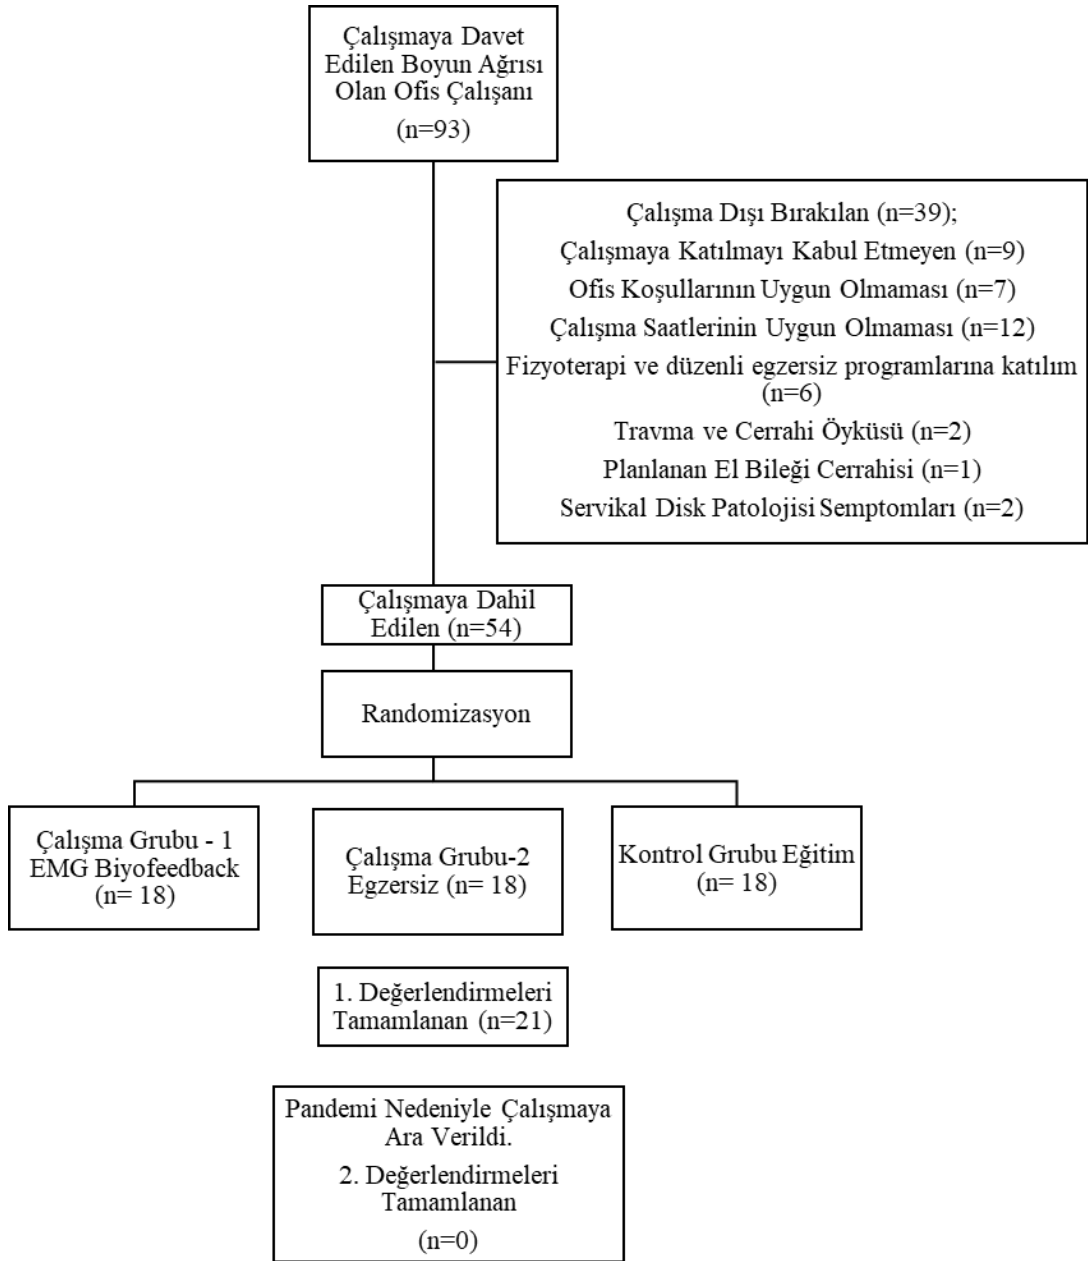 Çalışmaya Davet
Edilen Boyun Ağrısı
Olan Ofis Çalışanı
(n=93)
Çalışma Dışı Bırakılan (n=39);
Çalışmaya Katılmayı Kabul Etmeyen (n=9)
Ofis Koşullarının Uygun Olmaması (n=7)
Çalışma Saatlerinin Uygun Olmaması (n=12)
Fizyoterapi ve düzenli egzersiz programlarına katılım
(n=6)
Travma ve Cerrahi Öyküsü (n=2)
Planlanan El Bileği Cerrahisi (n=1)
Servikal Disk Patolojisi Semptomları (n=2)
Çalışmaya Dahil
Edilen (n=54)
Randomizasyon
Çalışma Grubu - 1
EMG Biyofeedback
(n= 18)
Çalışma Grubu-2
Egzersiz (n= 18)
Kontrol Grubu Eğitim
(n= 18)
1. Değerlendirmeleri
Tamamlanan (n=21)
Pandemi Nedeniyle Çalışmaya
Ara Verildi.
2. Değerlendirmeleri
Tamamlanan
(n=0)